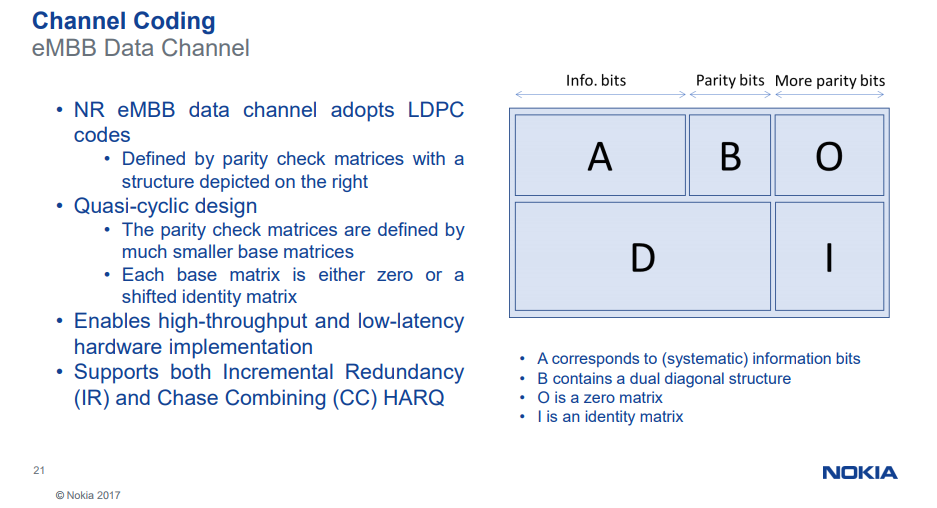 Channel Coding
eMBB Data Channel
• NR eMBB data channel adopts LDPC
codes
• Defined by parity check matrices with a
structure depicted on the right
• Quasi-cyclic design
• The parity check matrices are defined by
much smaller base matrices
• Each base matrix is either zero or a
shifted identity matrix
• Enables high-throughput and low-latency
hardware implementation
• Supports both Incremental Redundancy
(IR) and Chase Combining (CC) HARQ
Info. bits Parity bits More parity bits
A B O
D I
• A corresponds to (systematic) information bits
• B contains a dual diagonal structure
• O is a zero matrix
• I is an identity matrix
21
© Nokia 2017
NOKIA